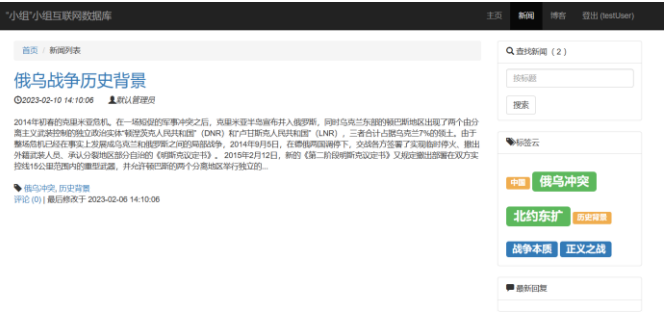 "小组"小组互联网数据库
主页 新闻 博客 登出 (testUser)
首页 / 新闻列表
俄乌战争历史背景
2023-02-10 14:10:06 默认管理员
2014年初春的克里米亚危机。在一场短促的军事冲突之后，克里米亚半岛宣布并入俄罗斯，同时乌克兰东部的顿巴斯地区出现了两个由分
离主义武装控制的独立政治实体"顿涅茨克人民共和国"（DNR）和"卢甘斯克人民共和国"（LNR），三者合计占据乌克兰7%的领土。由于
整场危机已经在事实上发展成乌克兰和俄罗斯之间的局部战争，2014年9月5日，在德俄两国调停下，交战各方签署了实现临时停火、撤出
外籍武装人员、承认分裂地区部分自治的《明斯克议定书》。 2015年2月12日，新的《第二阶段明斯克议定书》又规定撤出部署在双方实
控线15公里范围内的重型武器，并允许顿巴斯的两个分离地区举行独立的...
俄乌冲突, 历史背景
评论 (0) | 最后修改于 2023-02-06 14:10:06
查找新闻（2）
按标题
搜索
标签云
中国 俄乌冲突
北约东扩 历史背景
战争本质 正义之战
最新回复